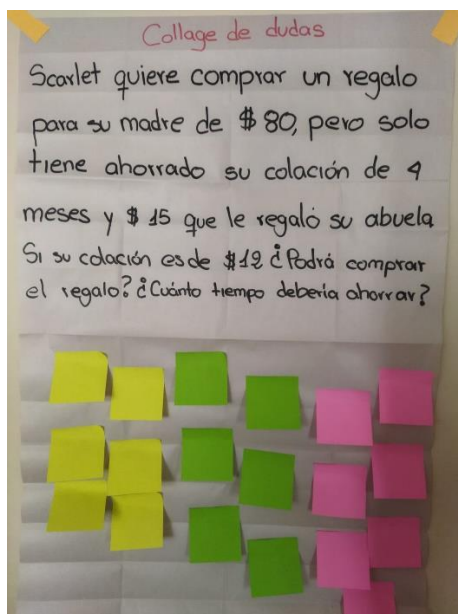 Collage de dudas
Scarlet quiere comprar un regalo
para su madre de $ 80, pero solo
tiene ahorrado su colación de 4
meses y $ 15 que le regaló su abuela
Si su colación es de $12 ¿Podrá comprar
el regalo? ¿Cuánto tiempo debería ahorrar?